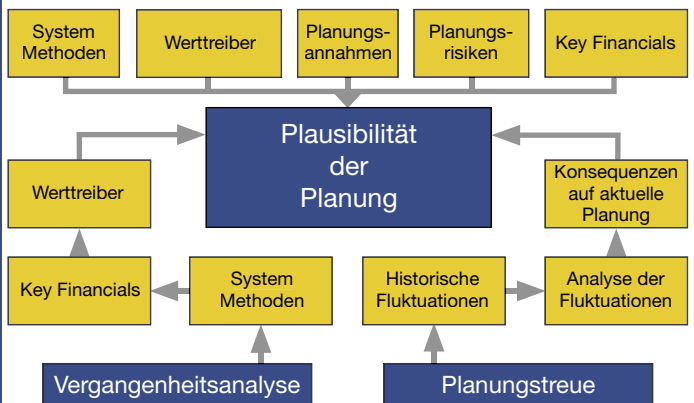 System
Methoden
Werttreiber
Planungs-
annahmen
Planungs-
risiken
Key Financials
Plausibilität
der
Planung
Werttreiber
Konsequenzen
auf aktuelle
Planung
Key Financials
System
Methoden
Historische
Fluktuationen
Analyse der
Fluktuationen
Vergangenheitsanalyse
Planungstreue